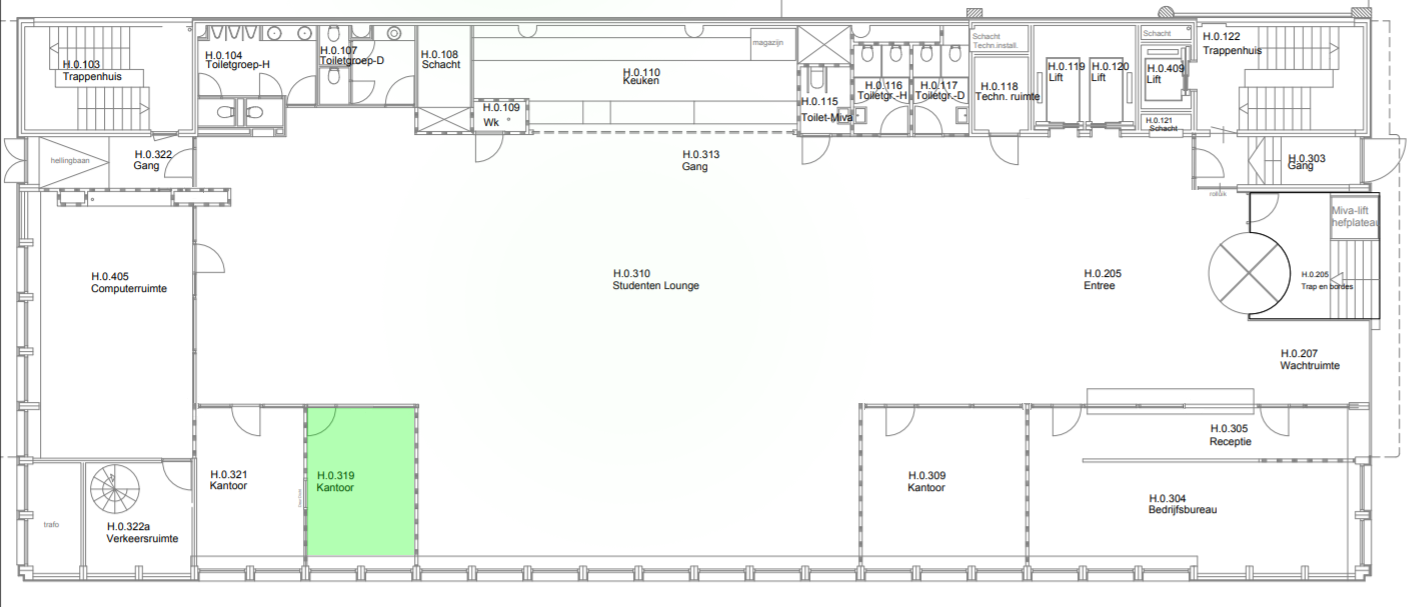 H.0.103
Trappenhuis
H.0.104
Toiletgroep-H
H.0.107
Toiletgroep-D
H.0.108
Schacht
H.0.109
Wk
H.0.110
Keuken
magazijn
H.0.115
Toilet-Miva
H.0.116
Toiletgr.-H
H.0.117
Toiletgr.-D
Schacht
Techn.install.
H.0.118
Techn. ruimte
H.0.119
Lift
H.0.120
Lift
Schacht
H.0.409
Lift
H.0.121
Schacht
H.0.122
Trappenhuis
hellingbaan
H.0.322
Gang
H.0.313
Gang
H.0.303
Gang
Miva-lift
hefplateau
H.0.405
Computerruimte
H.0.310
Studenten Lounge
H.0.205
Entree
H.0.205
Trap en bordes
H.0.207
Wachtruimte
H.0.305
Receptie
H.0.321
Kantoor
H.0.319
Kantoor
H.0.309
Kantoor
H.0.304
Bedrijfsbureau
trafo
H.0.322a
Verkeersruimte